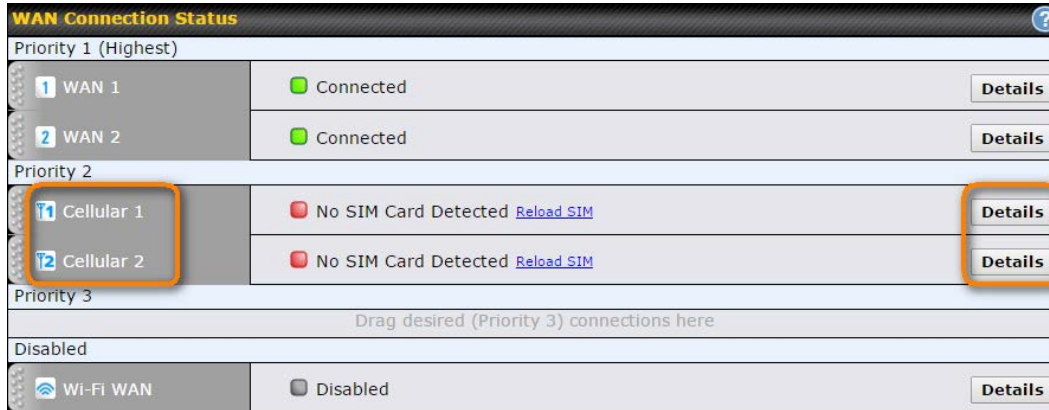 WAN Connection Status ?
Priority 1 (Highest)
1 WAN 1 Connected Details
2 WAN 2 Connected Details
Priority 2
1 Cellular 1 No SIM Card Detected Reload SIM Details
2 Cellular 2 No SIM Card Detected Reload SIM Details
Priority 3
Drag desired (Priority 3) connections here
Disabled
Wi-Fi WAN Disabled Details